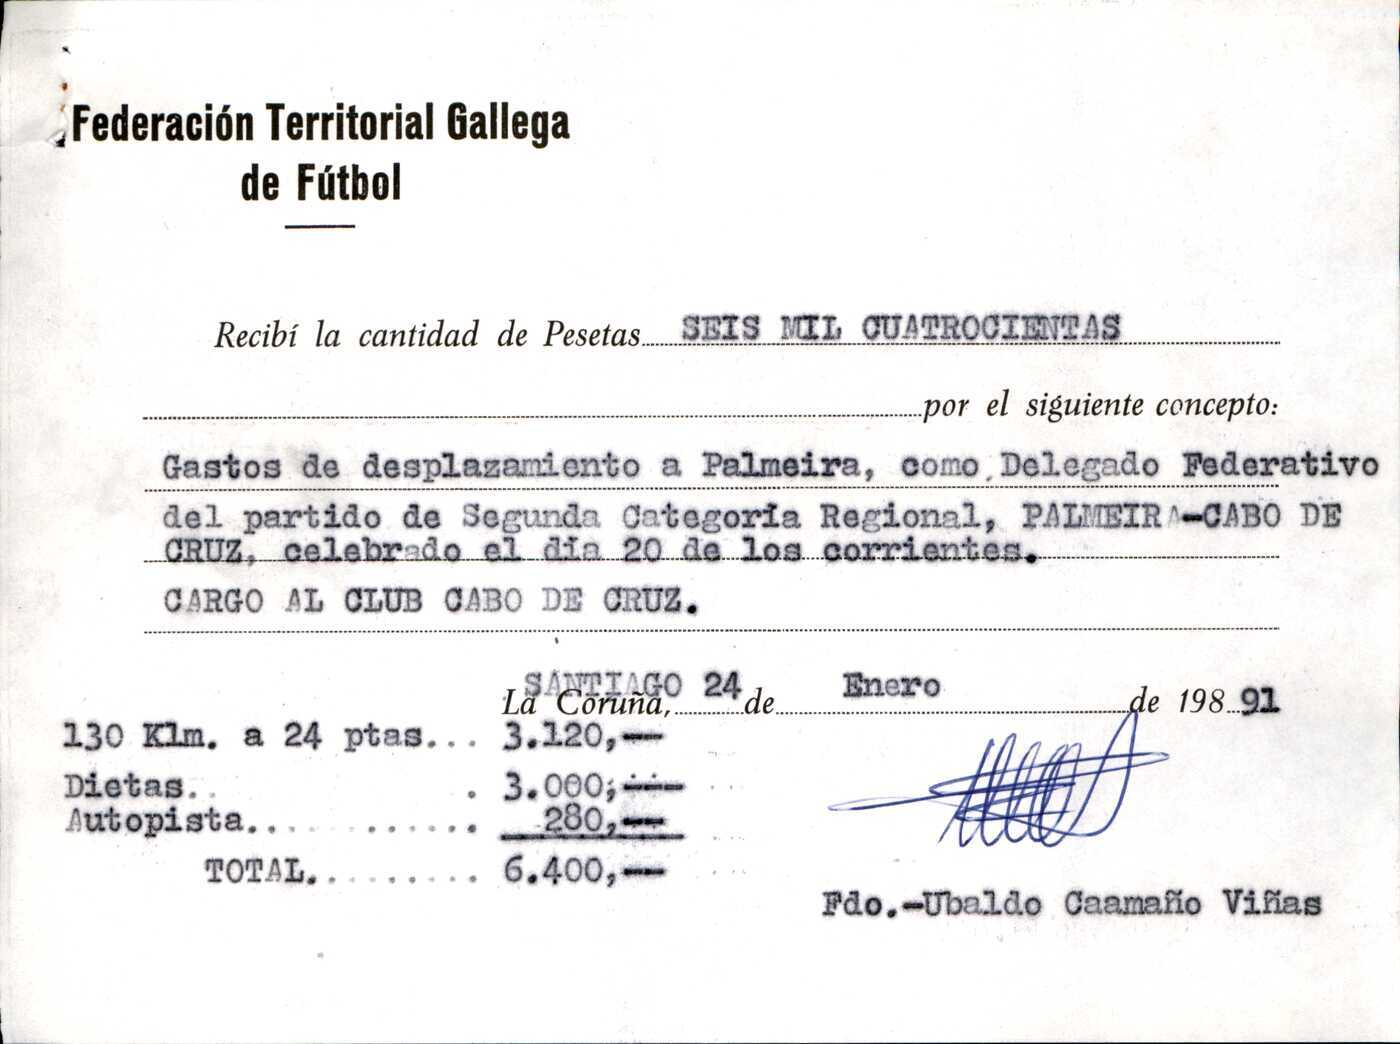 Federación Territorial Gallega
de Fútbol
Recibí la cantidad de Pesetas SEIS MIL CUATROCIENTAS
por el siguiente concepto:
Gastos de desplazamiento a Palmeira, como Delegado Federativo
del partido de Segunda Categoría Regional, PALMEIRA-CABO DE
CRUZ, celebrado el día 20 de los corrientes.
CARGO AL CLUB CABO DE CRUZ.
SANTIAGO 24 Enero
La Coruña, de de 198 91
130 Klm. a 24 ptas... 3.120,--
Dietas.. . 3.000,---
Autopista............ 280,--
TOTAL......... 6.400,--
Fdo.-Ubaldo Caamaño Viñas